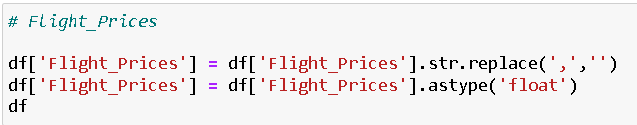 # Flight_Prices
df['Flight_Prices'] = df['Flight_Prices'].str.replace(',','')
df['Flight_Prices'] = df['Flight_Prices'].astype('float')
df